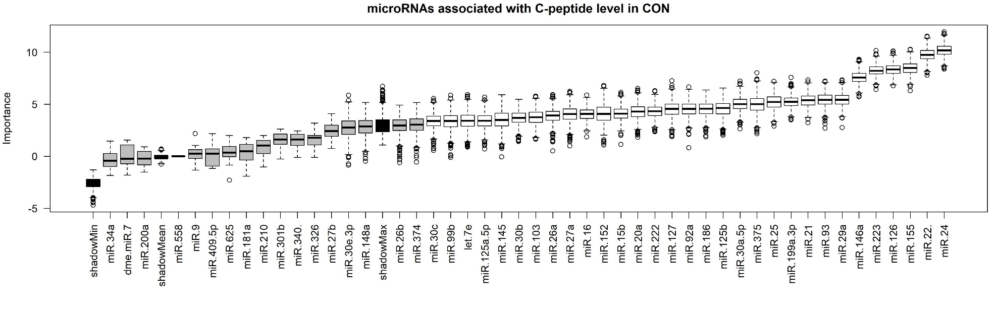 microRNAs associated with C-peptide level in CON
Importance
10
5
0
-5
shadowMin
miR.34a
dme.miR.7
miR.200a
shadowMean
miR.558
miR.9
miR.409.5p
miR.625
miR.181a
miR.210
miR.301b
miR.340.
miR.326
miR.27b
miR.30e.3p
miR.148a
shadowMax
miR.26b
miR.374
miR.30c
miR.99b
let.7e
miR.125a.5p
miR.145
miR.30b
miR.103
miR.26a
miR.27a
miR.16
miR.152
miR.15b
miR.20a
miR.222
miR.127
miR.92a
miR.186
miR.125b
miR.30a.5p
miR.375
miR.25
miR.199a.3p
miR.21
miR.93
miR.29a
miR.146a
miR.223
miR.126
miR.155
miR.22.
miR.24